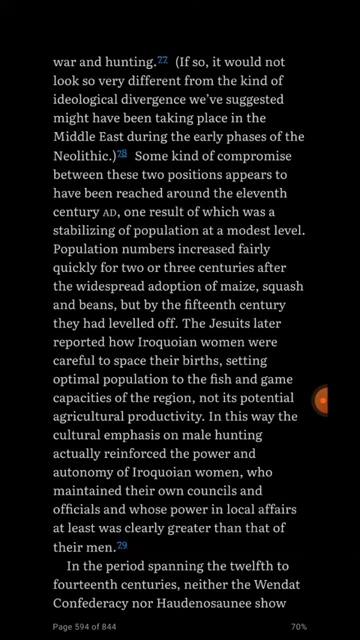 war and hunting.77 (If so, it would not
look so very different from the kind of
ideological divergence we've suggested
might have been taking place in the
Middle East during the early phases of the
Neolithic.)78 Some kind of compromise
between these two positions appears to
have been reached around the eleventh
century AD, one result of which was a
stabilizing of population at a modest level.
Population numbers increased fairly
quickly for two or three centuries after
the widespread adoption of maize, squash
and beans, but by the fifteenth century
they had levelled off. The Jesuits later
reported how Iroquoian women were
careful to space their births, setting
optimal population to the fish and game
capacities of the region, not its potential
agricultural productivity. In this way the
cultural emphasis on male hunting
actually reinforced the power and
autonomy of Iroquoian women, who
maintained their own councils and
officials and whose power in local affairs
at least was clearly greater than that of
their men.79
In the period spanning the twelfth to
fourteenth centuries, neither the Wendat
Confederacy nor Haudenosaunee show
Page 594 of 844 70%